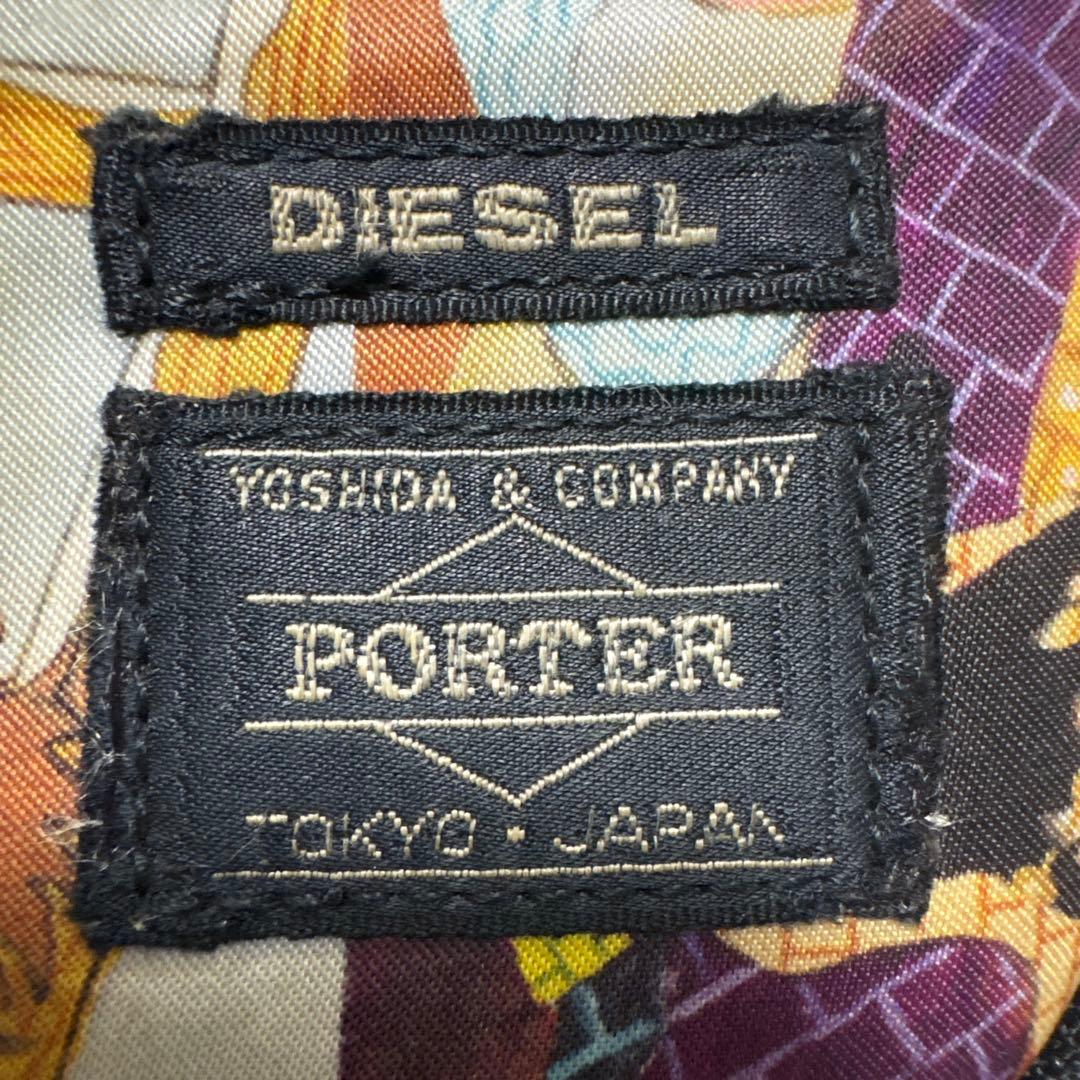 DIESEL
YOSHIDA & COMPANY
PORTER
TOKYO · JAPAN